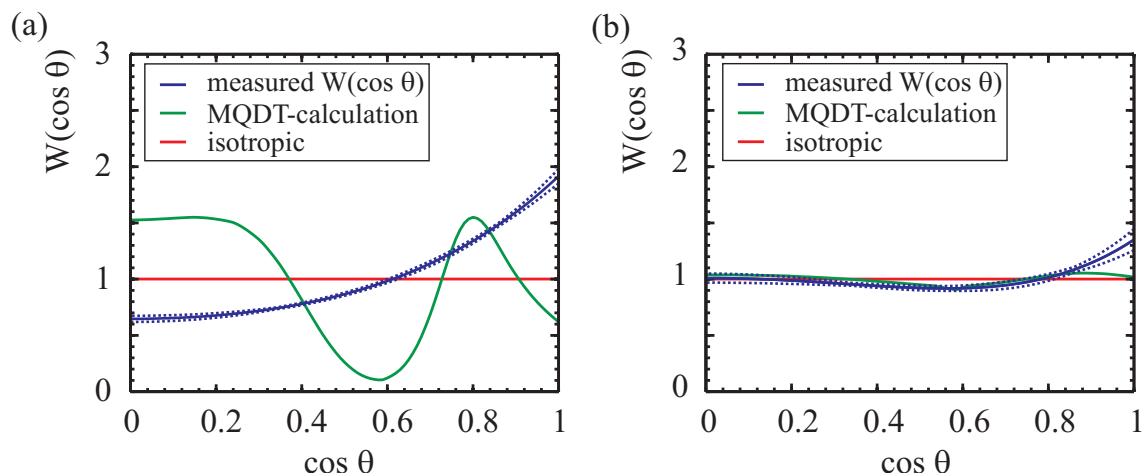 (a)
W(cos θ)
3
2
1
0
measured W(cos θ)
MQDT-calculation
isotropic
0
0.2
0.4
0.6
0.8
1
cos θ
(b)
W(cos θ)
3
2
1
0
measured W(cos θ)
MQDT-calculation
isotropic
0
0.2
0.4
0.6
0.8
1
cos θ